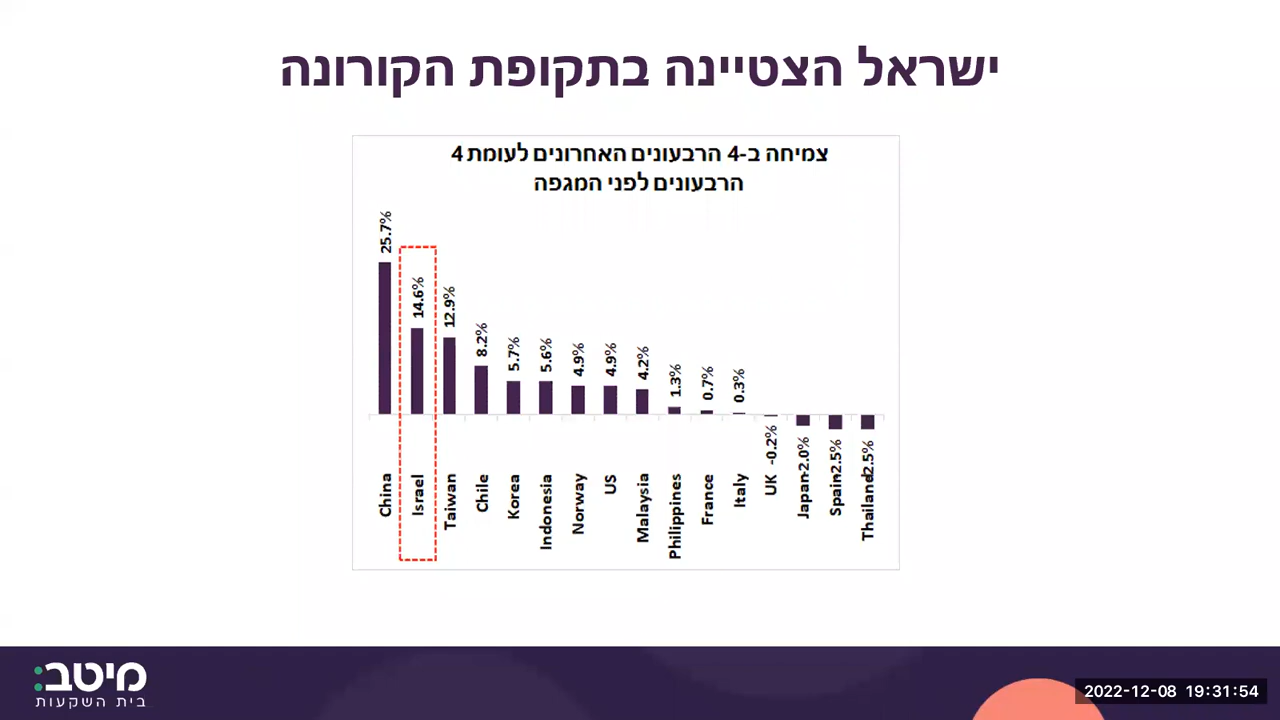 ישראל הצטיינה בתקופת הקורונה
צמיחה ב-4 הרבעונים האחרונים לעומת 4
הרבעונים לפני המגפה
25.7%
14.6%
12.9%
8.2%
5.7%
5.6%
4.9%
4.9%
4.2%
1.3%
0.7%
0.3%
-0.2%
-2.0%
-2.5%
-2.5%
China
Israel
Taiwan
Chile
Korea
Indonesia
Norway
US
Malaysia
Philippines
France
Italy
UK
Japan
Spain
Thailand
מיטב:
בית השקעות
2022-12-08 19:31:54